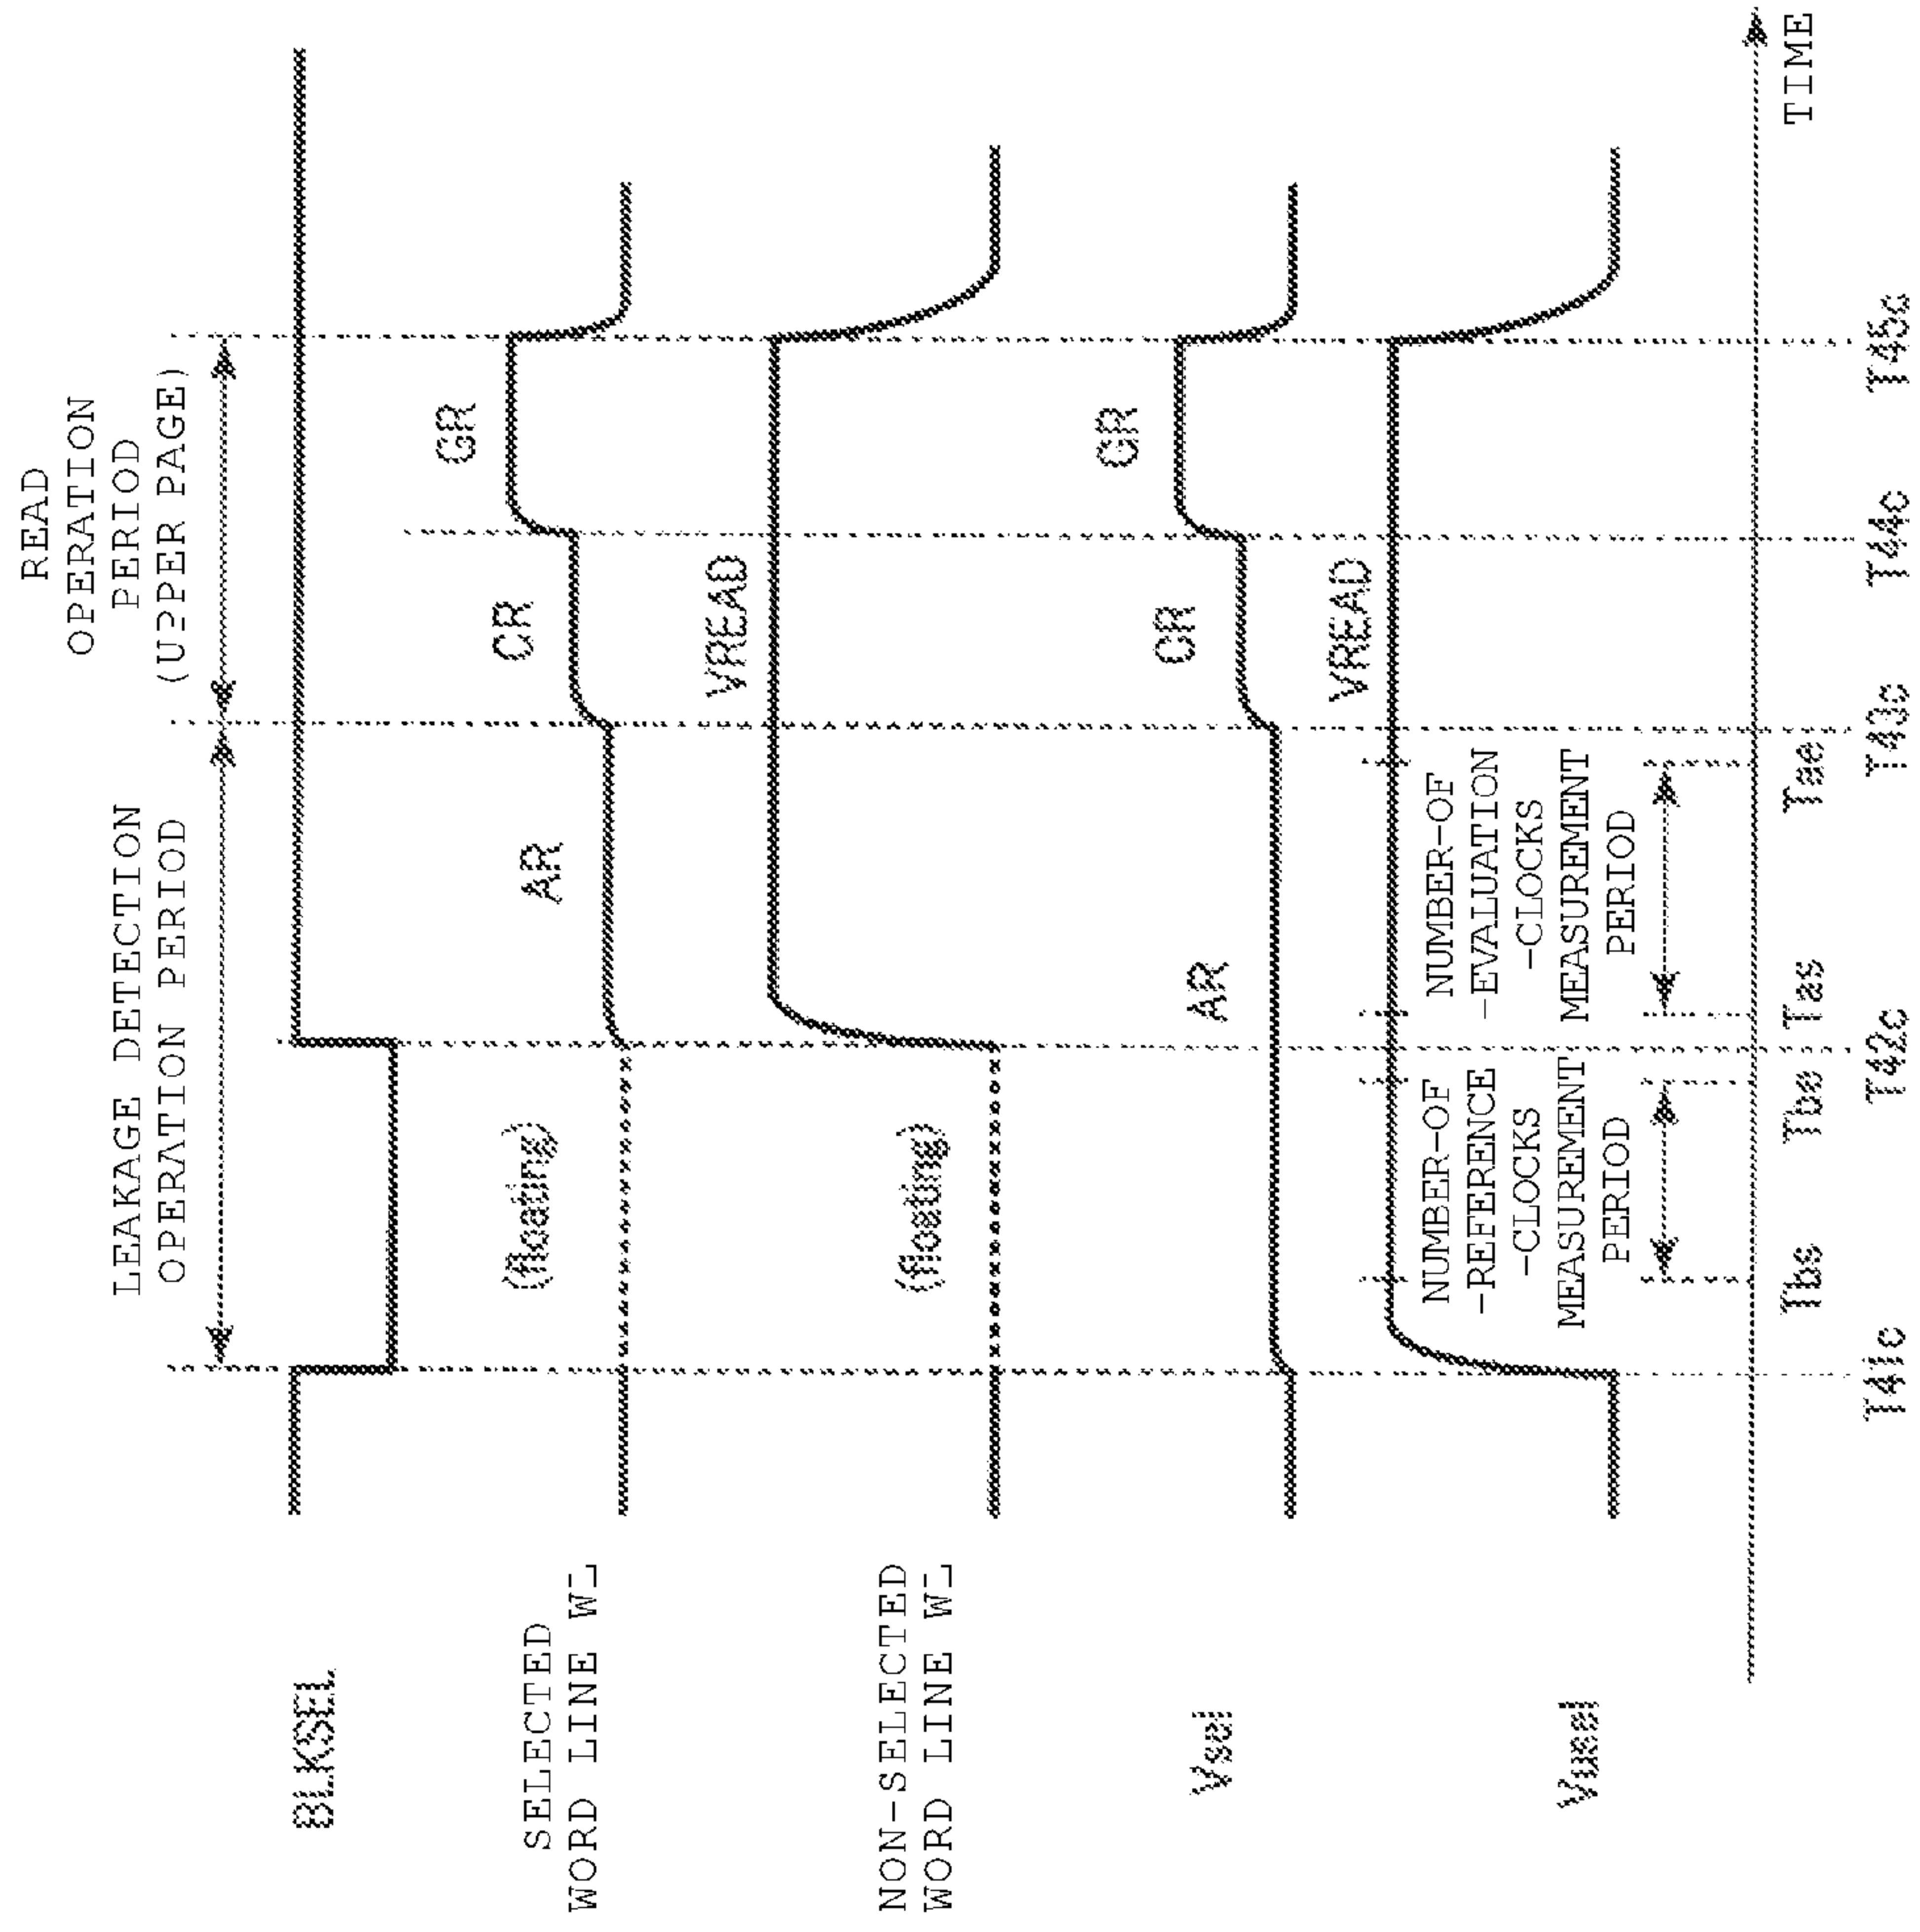 READ
OPERATION
PERIOD
(UPPER PAGE)
LEAKAGE DETECTION
OPERATION PERIOD
BLKSEL
SELECTED
WORD LINE WL
(floating)
AR
CR
GR
NON-SELECTED
WORD LINE WL
(floating)
VREAD
Vsel
AR
CR
GR
Vusel
VREAD
NUMBER-OF
-REFERENCE
-CLOCKS
MEASUREMENT
PERIOD
NUMBER-OF
-EVALUATION
-CLOCKS
MEASUREMENT
PERIOD
TIME
Tbs
Tbe
Tas
Tae
T41c
T42c
T43c
T44c
T45c